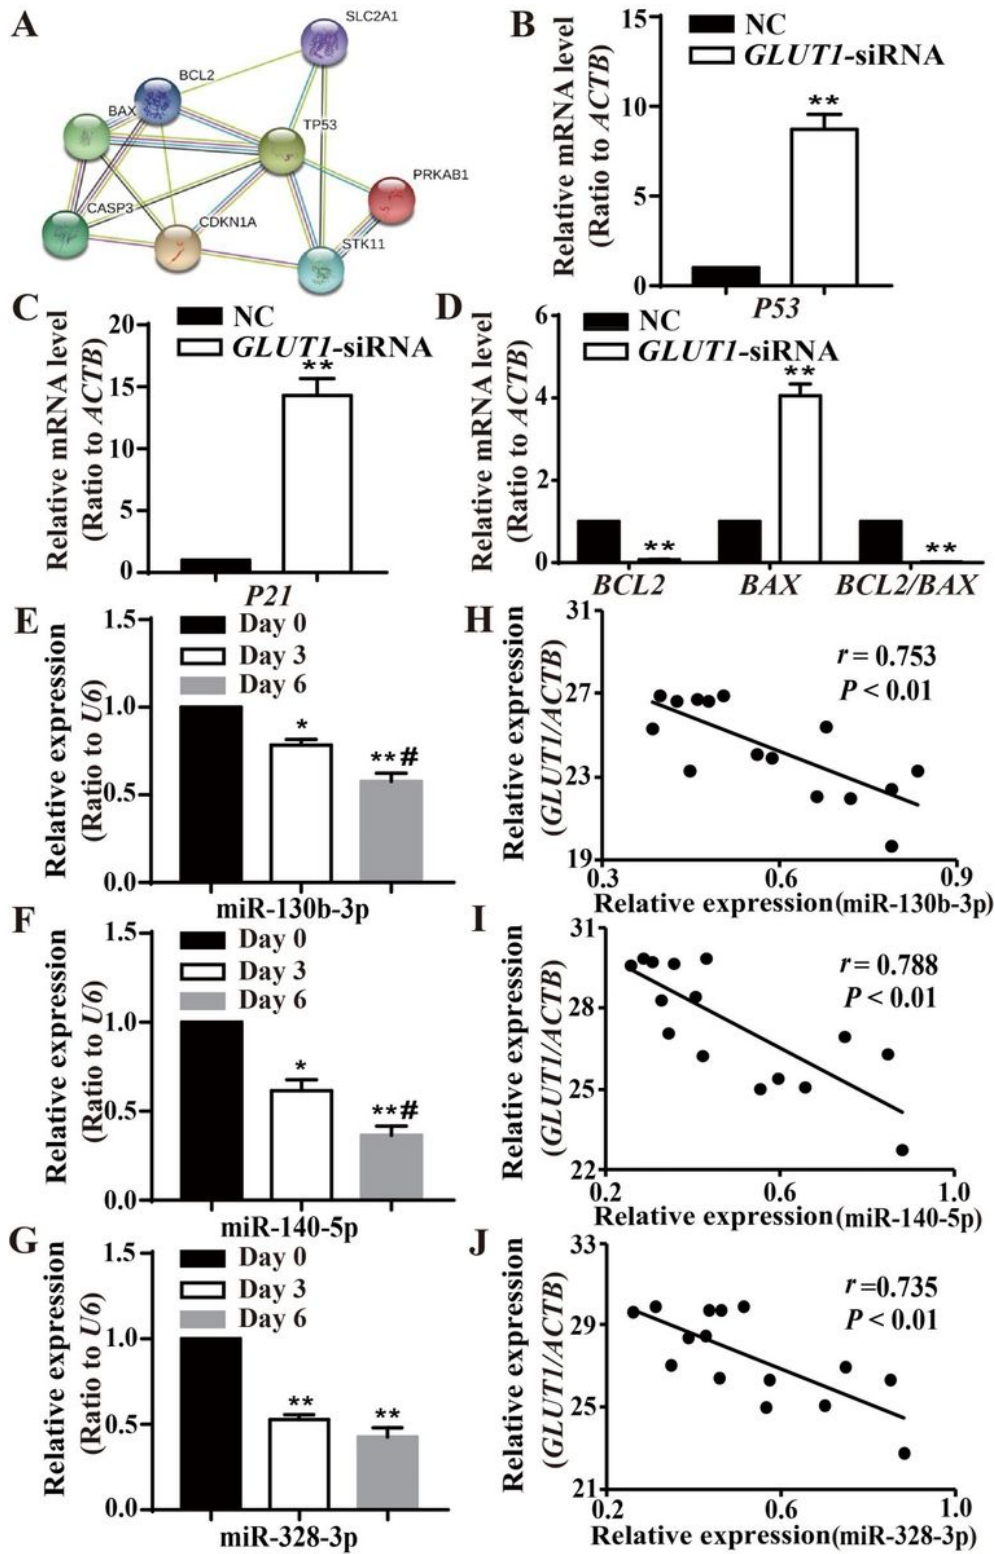 A
SLC2A1
BCL2
BAX
TP53
PRKAB1
CASP3
CDKN1A
STK11
B
NC
GLUT1-siRNA
Relative mRNA level
(Ratio to ACTB)
15
10
5
0
**
P53
C
NC
GLUT1-siRNA
Relative mRNA level
(Ratio to ACTB)
20
15
10
5
0
**
P21
D
NC
GLUT1-siRNA
Relative mRNA level
(Ratio to ACTB)
6
4
2
0
**
**
**
BCL2
BAX
BCL2/BAX
E
Day 0
Day 3
Day 6
Relative expression
(Ratio to U6)
1.5
1.0
0.5
0.0
*
**#
miR-130b-3p
H
r = 0.753
P < 0.01
Relative expression
(GLUT1/ACTB)
31
27
23
19
0.3
0.6
0.9
Relative expression (miR-130b-3p)
F
Day 0
Day 3
Day 6
Relative expression
(Ratio to U6)
1.5
1.0
0.5
0.0
*
**#
miR-140-5p
I
r = 0.788
P < 0.01
Relative expression
(GLUT1/ACTB)
31
28
25
22
0.2
0.6
1.0
Relative expression (miR-140-5p)
G
Day 0
Day 3
Day 6
Relative expression
(Ratio to U6)
1.5
1.0
0.5
0.0
**
**
miR-328-3p
J
r =0.735
P < 0.01
Relative expression
(GLUT1/ACTB)
33
29
25
21
0.2
0.6
1.0
Relative expression (miR-328-3p)